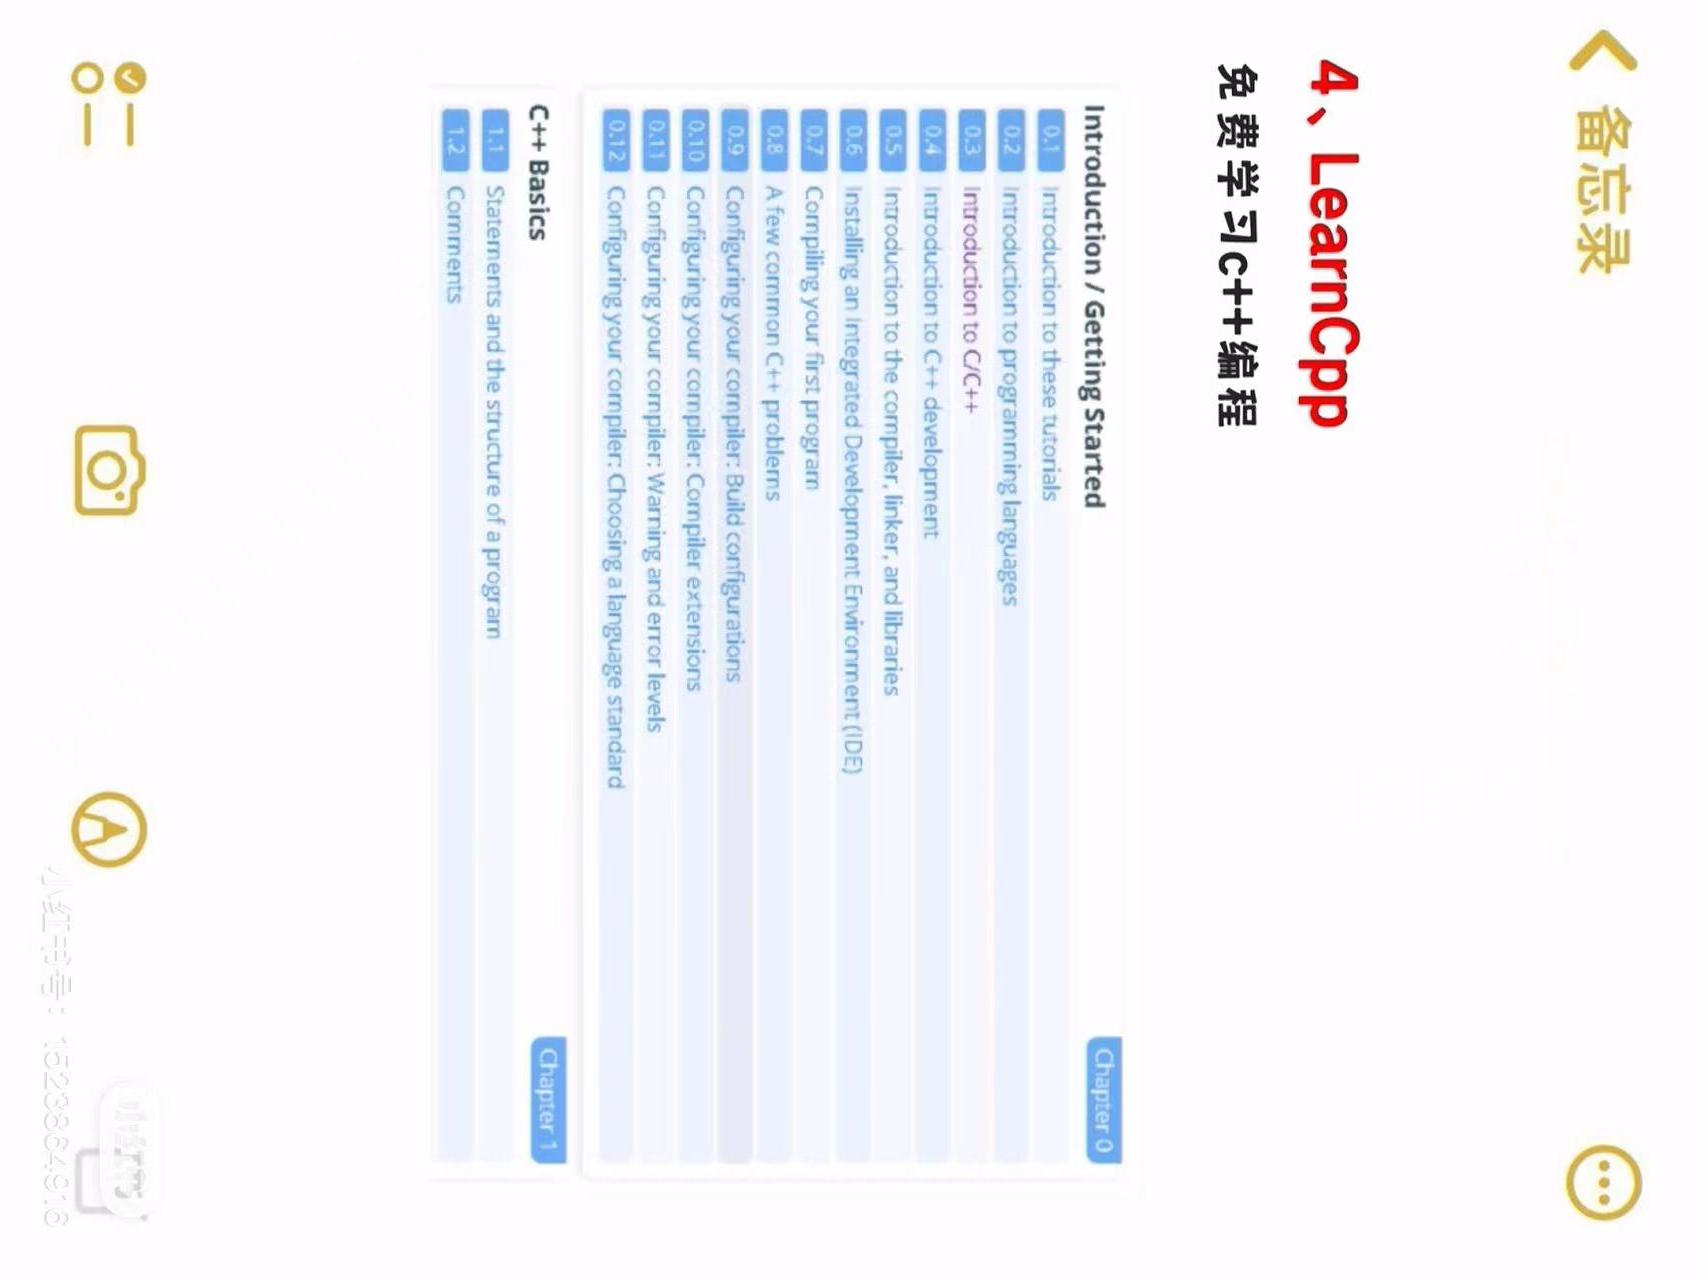 备忘录
4、LearnCpp
免费学习c++编程
Introduction / Getting Started
Chapter 0
0.1 Introduction to these tutorials
0.2 Introduction to programming languages
0.3 Introduction to C/C++
0.4 Introduction to C++ development
0.5 Introduction to the compiler, linker, and libraries
0.6 Installing an Integrated Development Environment (IDE)
0.7 Compiling your first program
0.8 A few common C++ problems
0.9 Configuring your compiler: Build configurations
0.10 Configuring your compiler: Compiler extensions
0.11 Configuring your compiler: Warning and error levels
0.12 Configuring your compiler: Choosing a language standard
C++ Basics
Chapter 1
1.1 Statements and the structure of a program
1.2 Comments
小红书
小红书号：1523864916